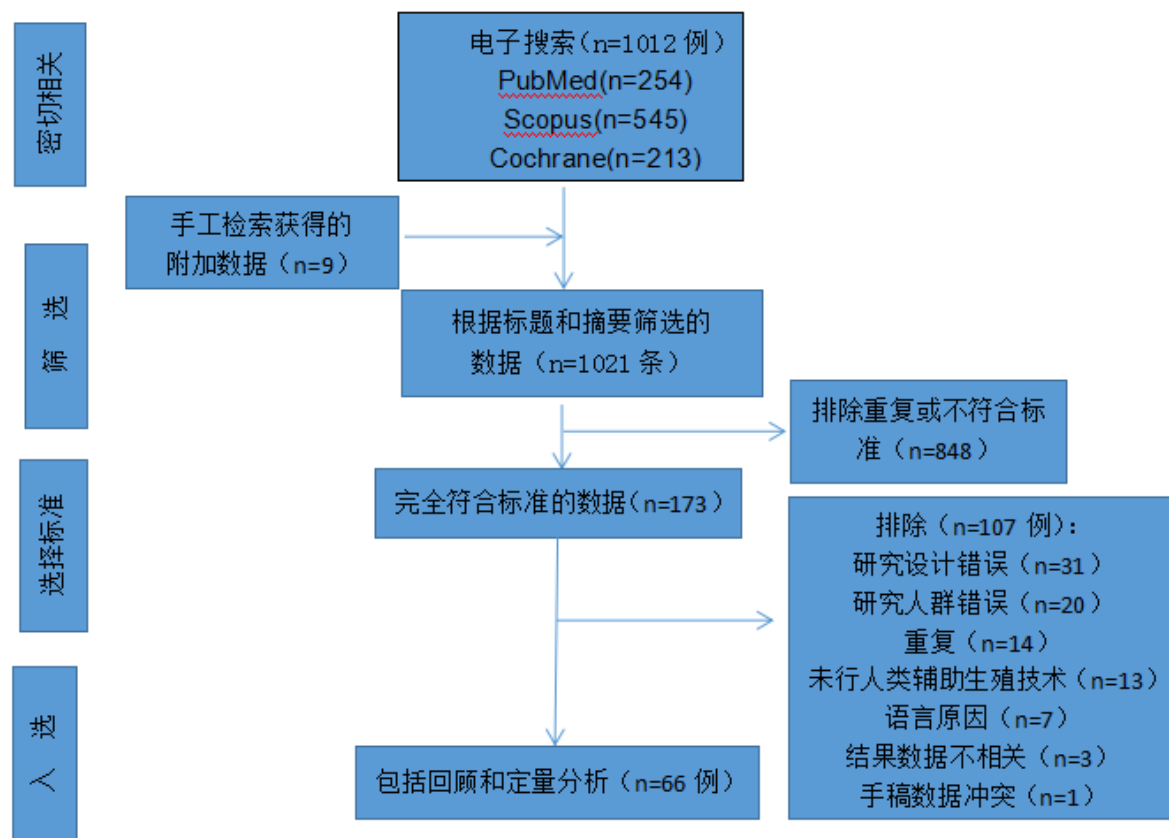 密切相关
电子搜索（n=1012 例）
PubMed(n=254)
Scopus(n=545)
Cochrane(n=213)
手工检索获得的
附加数据（n=9）
筛 选
根据标题和摘要筛选的
数据（n=1021 条）
排除重复或不符合标
准（n=848）
选择标准
完全符合标准的数据（n=173）
排除（n=107 例）：
研究设计错误（n=31）
研究人群错误（n=20）
重复（n=14）
未行人类辅助生殖技术（n=13）
语言原因（n=7）
结果数据不相关（n=3）
手稿数据冲突（n=1）
入 选
包括回顾和定量分析（n=66 例）